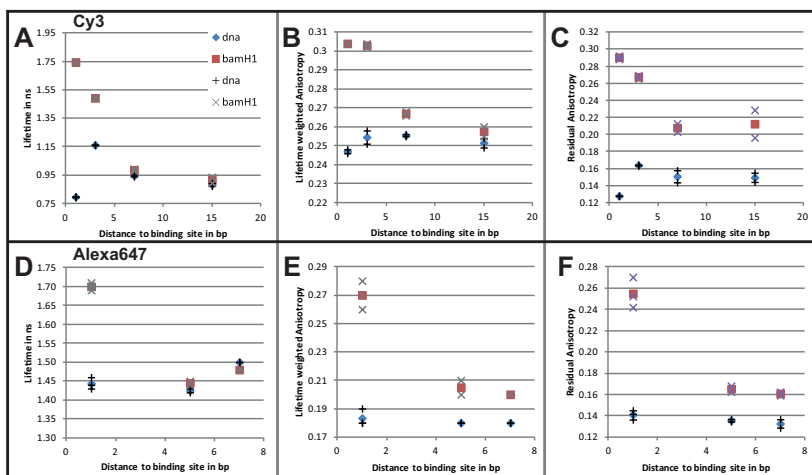 Cy3
A
Lifetime in ns
1.95
1.75
1.55
1.35
1.15
0.95
0.75
0 5 10 15 20
Distance to binding site in bp
dna
bamH1
dna
bamH1
B
Lifetime weighted Anisotropy
0.31
0.3
0.29
0.28
0.27
0.26
0.25
0.24
0.23
0.22
0 5 10 15 20
Distance to binding site in bp
C
Residual Anisotropy
0.32
0.30
0.28
0.26
0.24
0.22
0.20
0.18
0.16
0.14
0.12
0 5 10 15 20
Distance to binding site in bp
Alexa647
D
Lifetime in ns
1.75
1.70
1.65
1.60
1.55
1.50
1.45
1.40
1.35
1.30
0 2 4 6 8
Distance to binding site in bp
E
Lifetime weighted Anisotropy
0.29
0.27
0.25
0.23
0.21
0.19
0.17
0 2 4 6 8
Distance to binding site in bp
F
Residual Anisotropy
0.28
0.26
0.24
0.22
0.20
0.18
0.16
0.14
0.12
0 2 4 6 8
Distance to binding site in bp